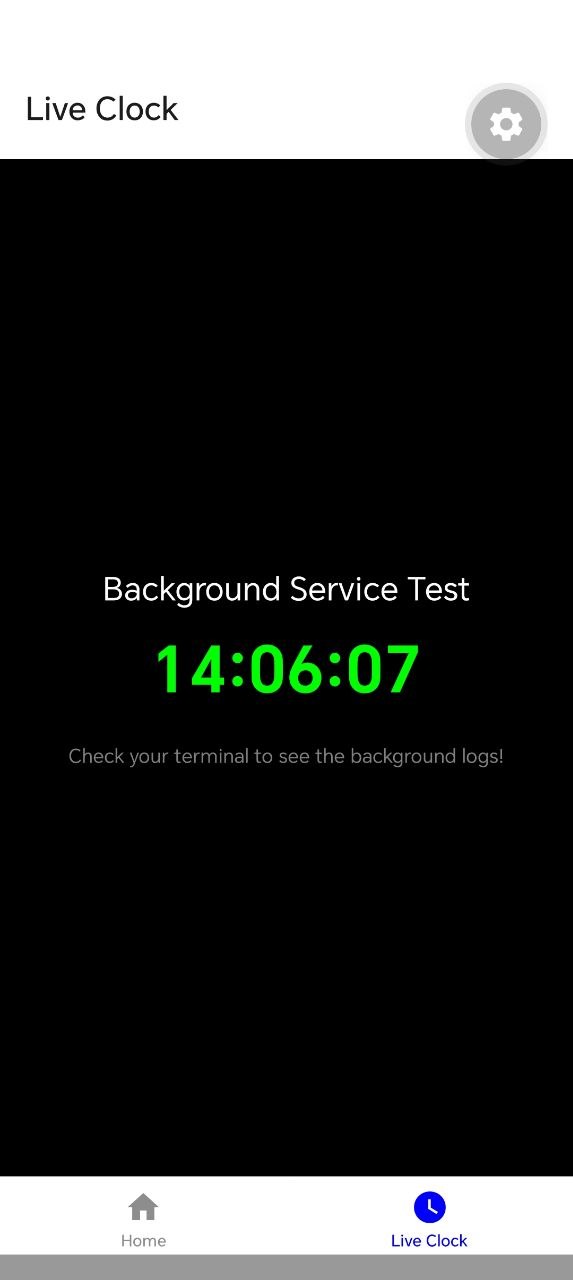 Live Clock
Background Service Test
14:06:07
Check your terminal to see the background logs!
Home
Live Clock